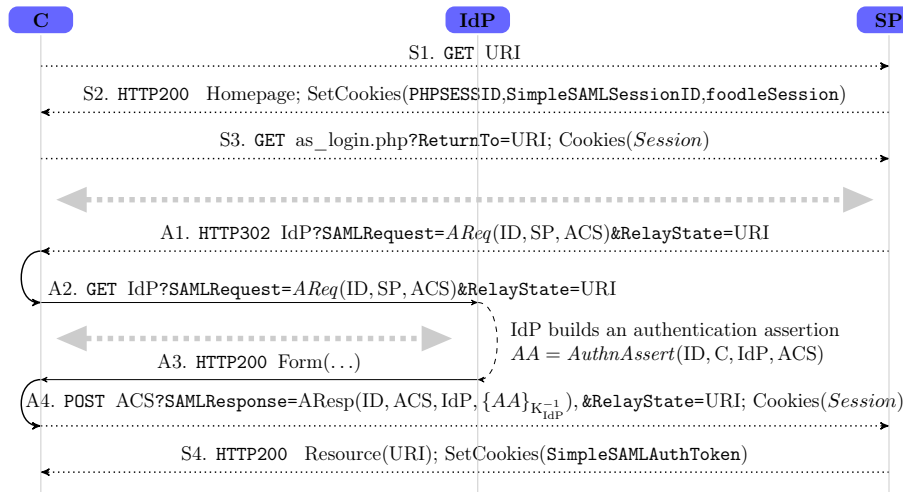 C IdP SP
S1. GET URI
S2. HTTP200 Homepage; SetCookies(PHPSESSID,SimpleSAMLSessionID,foodleSession)
S3. GET as_login.php?ReturnTo=URI; Cookies(Session)
A1. HTTP302 IdP?SAMLRequest=AReq(ID, SP, ACS)&RelayState=URI
A2. GET IdP?SAMLRequest=AReq(ID, SP, ACS)&RelayState=URI
IdP builds an authentication assertion
AA = AuthnAssert(ID, C, IdP, ACS)
A3. HTTP200 Form(...)
A4. POST ACS?SAMLResponse=AResp(ID, ACS, IdP, {AA}_{K_{IdP}^{-1}}),&RelayState=URI; Cookies(Session)
S4. HTTP200 Resource(URI); SetCookies(SimpleSAMLAuthToken)